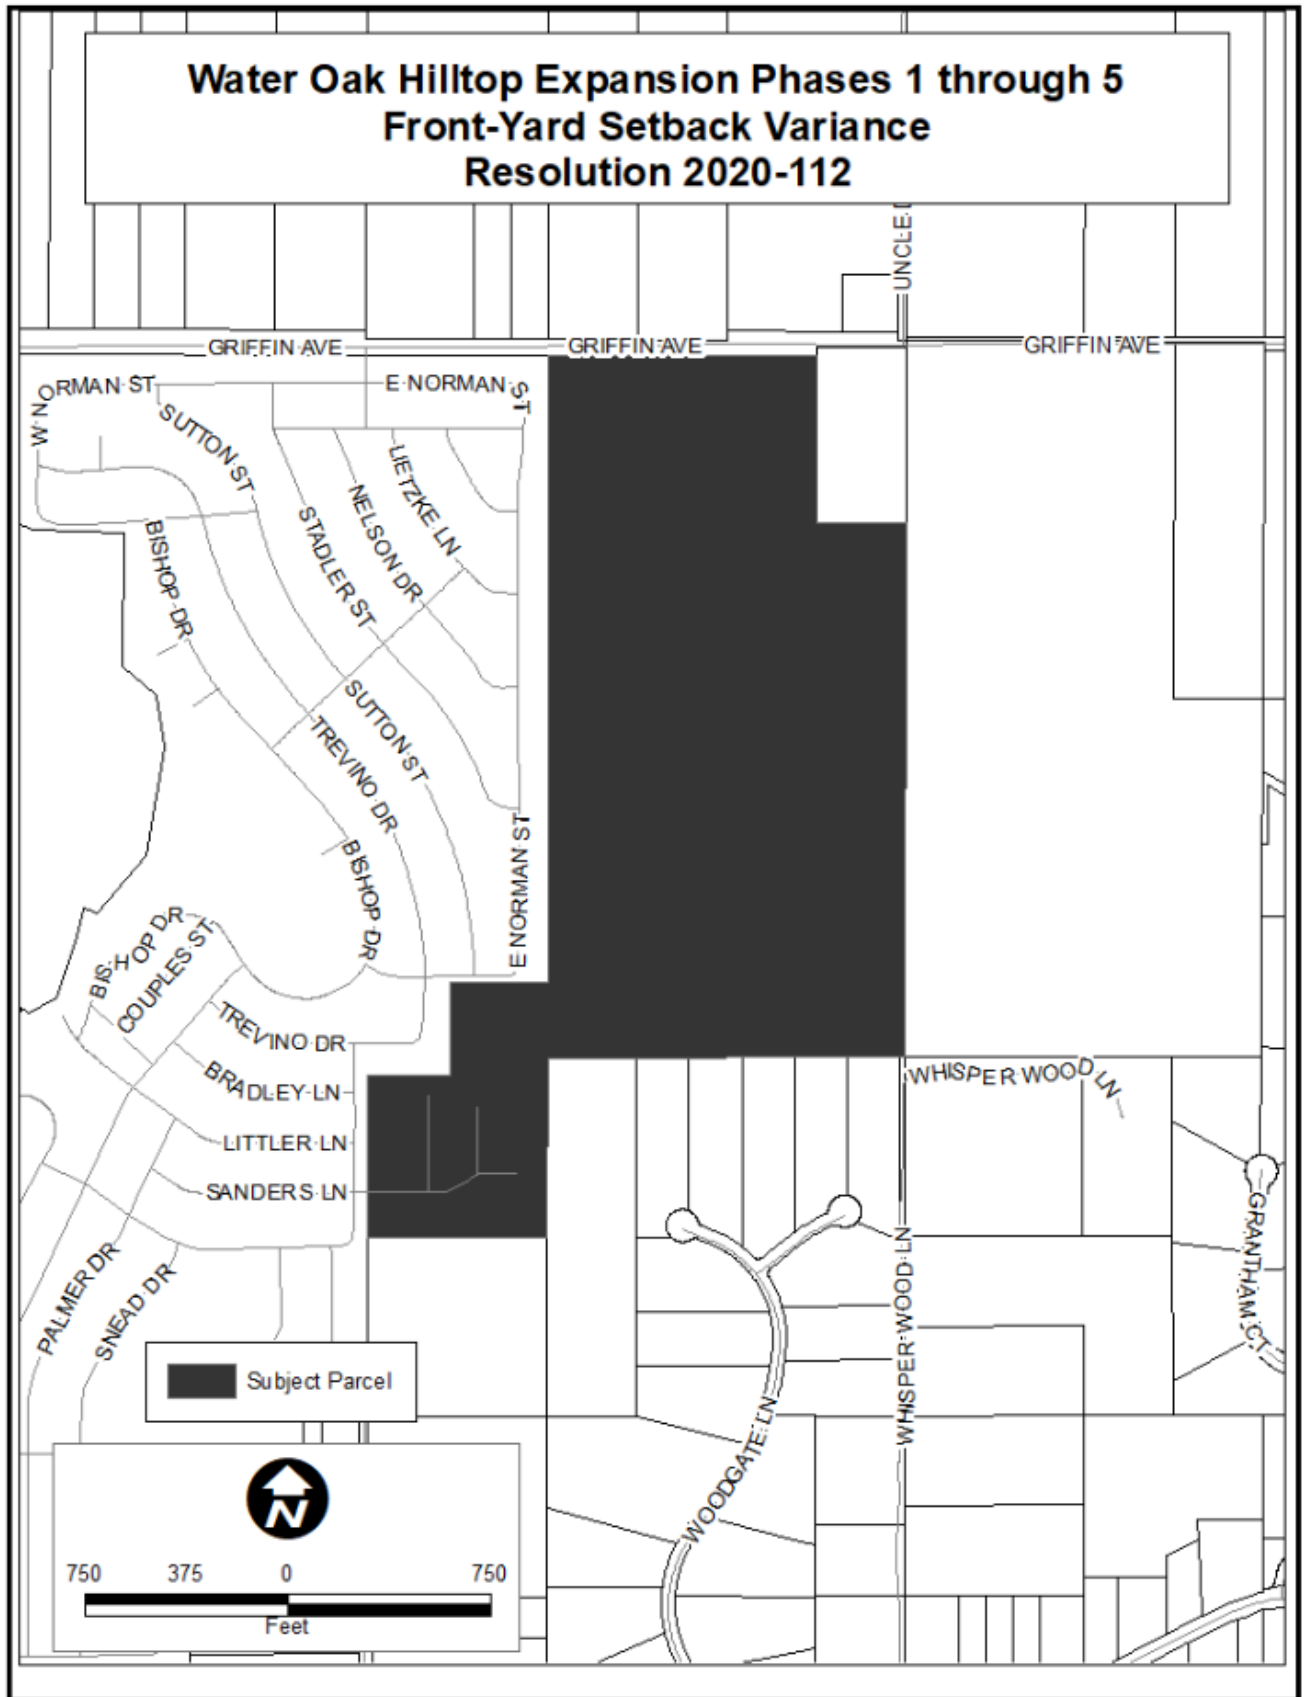 Water Oak Hilltop Expansion Phases 1 through 5
Front-Yard Setback Variance
Resolution 2020-112
UNCLE
GRIFFIN AVE
GRIFFIN AVE
GRIFFIN AVE
W NORMAN ST
E NORMAN ST
SUTTON ST
LIETZKE LN
NELSON DR
STADLER ST
BISHOP DR
SUTTON ST
TREVINO DR
BISHOP DR
E NORMAN ST
BISHOP DR
COUPLES ST
TREVINO DR
BRADLEY LN
LITTLER LN
SANDERS LN
WHISPER WOOD LN
GRANTHAM CT
PALMER DR
SNEAD DR
WHISPER WOOD LN
WOODGATE LN
Subject Parcel
N
750 375 0 750
Feet